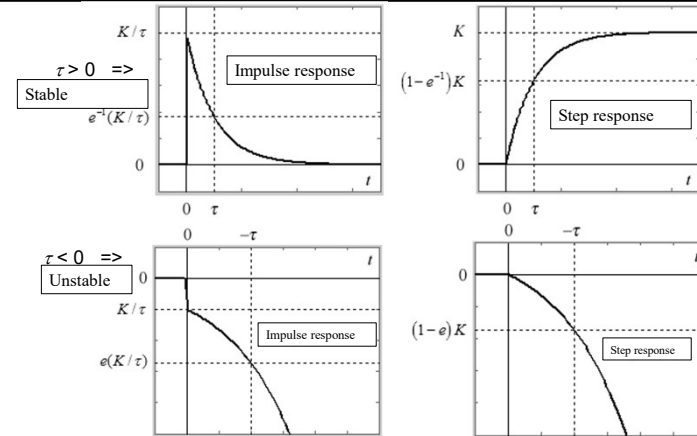 τ > 0 =>
Stable
K / τ
e⁻¹(K / τ)
0
Impulse response
t
0 τ
K
(1−e⁻¹)K
0
Step response
t
0 τ
τ < 0 =>
Unstable
0 −τ
0
K / τ
e(K / τ)
t
Impulse response
0 −τ
0
(1−e)K
t
Step response